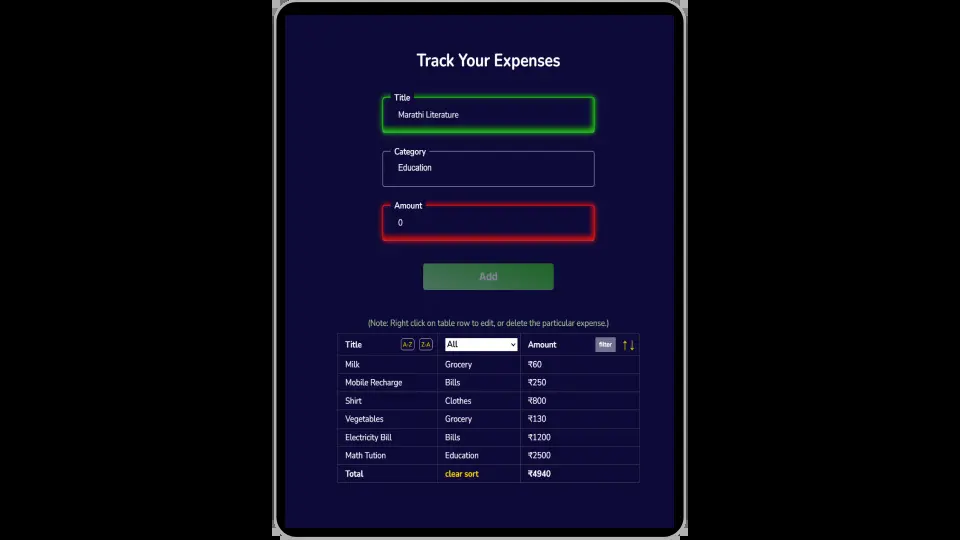 Track Your Expenses
Title
Marathi Literature
Category
Education
Amount
0
Add
(Note: Right click on table row to edit, or delete the particular expense.)
Title A-Z Z-A All Amount filter ↑↓
Milk Grocery ₹60
Mobile Recharge Bills ₹250
Shirt Clothes ₹800
Vegetables Grocery ₹130
Electricity Bill Bills ₹1200
Math Tution Education ₹2500
Total clear sort ₹4940